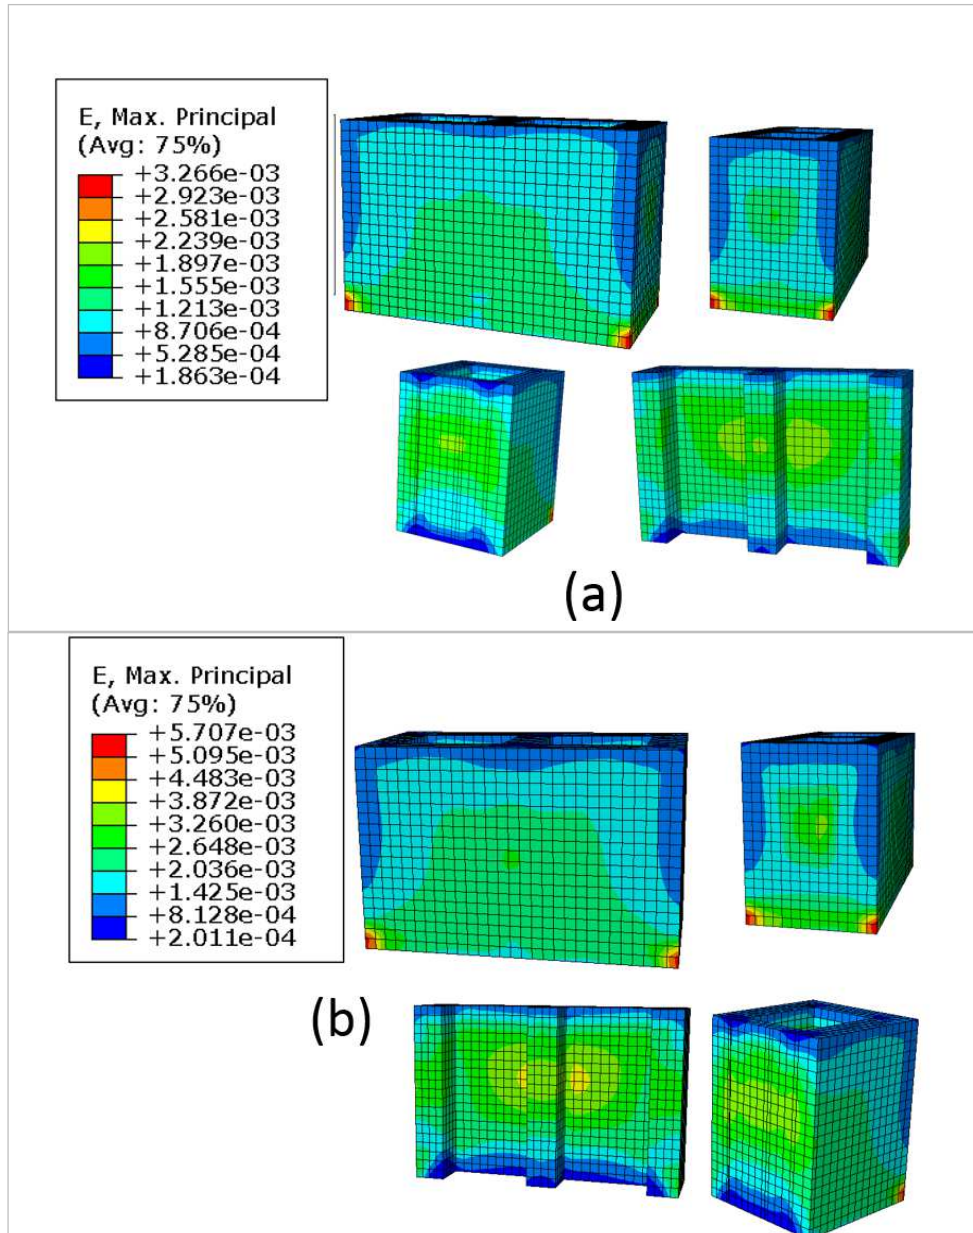 E, Max. Principal
(Avg: 75%)
+3.266e-03
+2.923e-03
+2.581e-03
+2.239e-03
+1.897e-03
+1.555e-03
+1.213e-03
+8.706e-04
+5.285e-04
+1.863e-04
(a)
E, Max. Principal
(Avg: 75%)
+5.707e-03
+5.095e-03
+4.483e-03
+3.872e-03
+3.260e-03
+2.648e-03
+2.036e-03
+1.425e-03
+8.128e-04
+2.011e-04
(b)